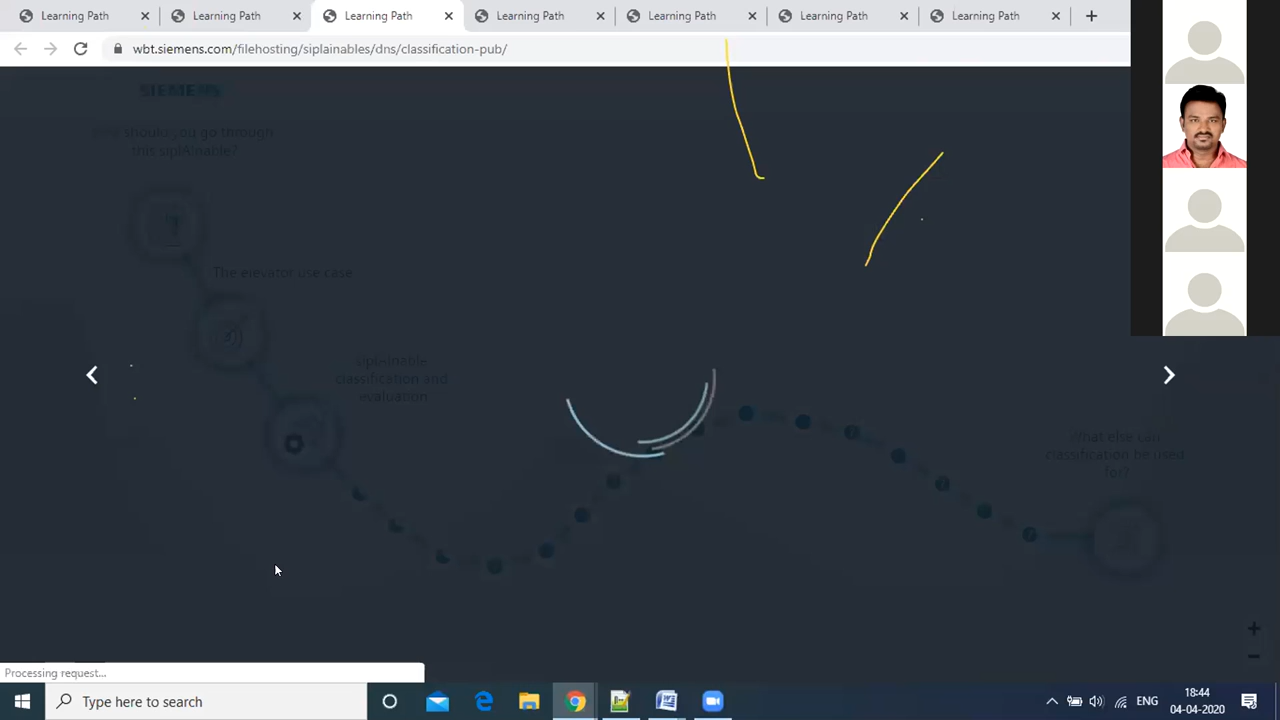 Learning Path
Learning Path
Learning Path
Learning Path
Learning Path
Learning Path
Learning Path
wbt.siemens.com/filehosting/siplainables/dns/classification-pub/
SIEMENS
should you go through
this siplAInable?
The elevator use case
classification and
evaluation
What else can
classification be used
for?
Processing request...
Type here to search
ENG
18:44
04-04-2020